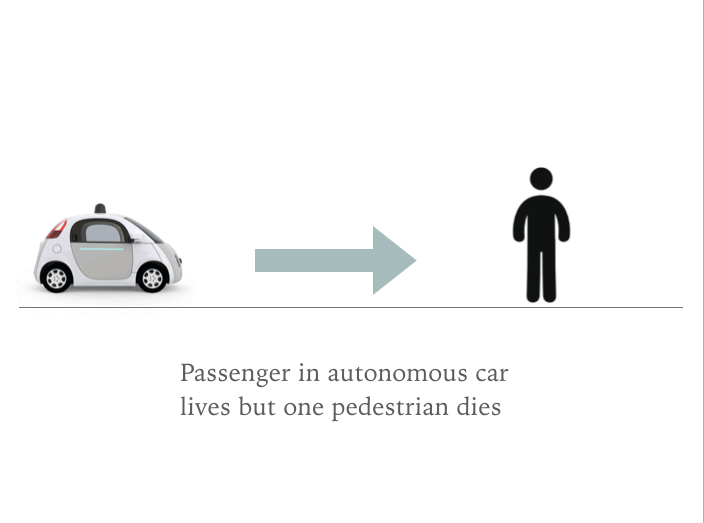 Passenger in autonomous car
lives but one pedestrian dies